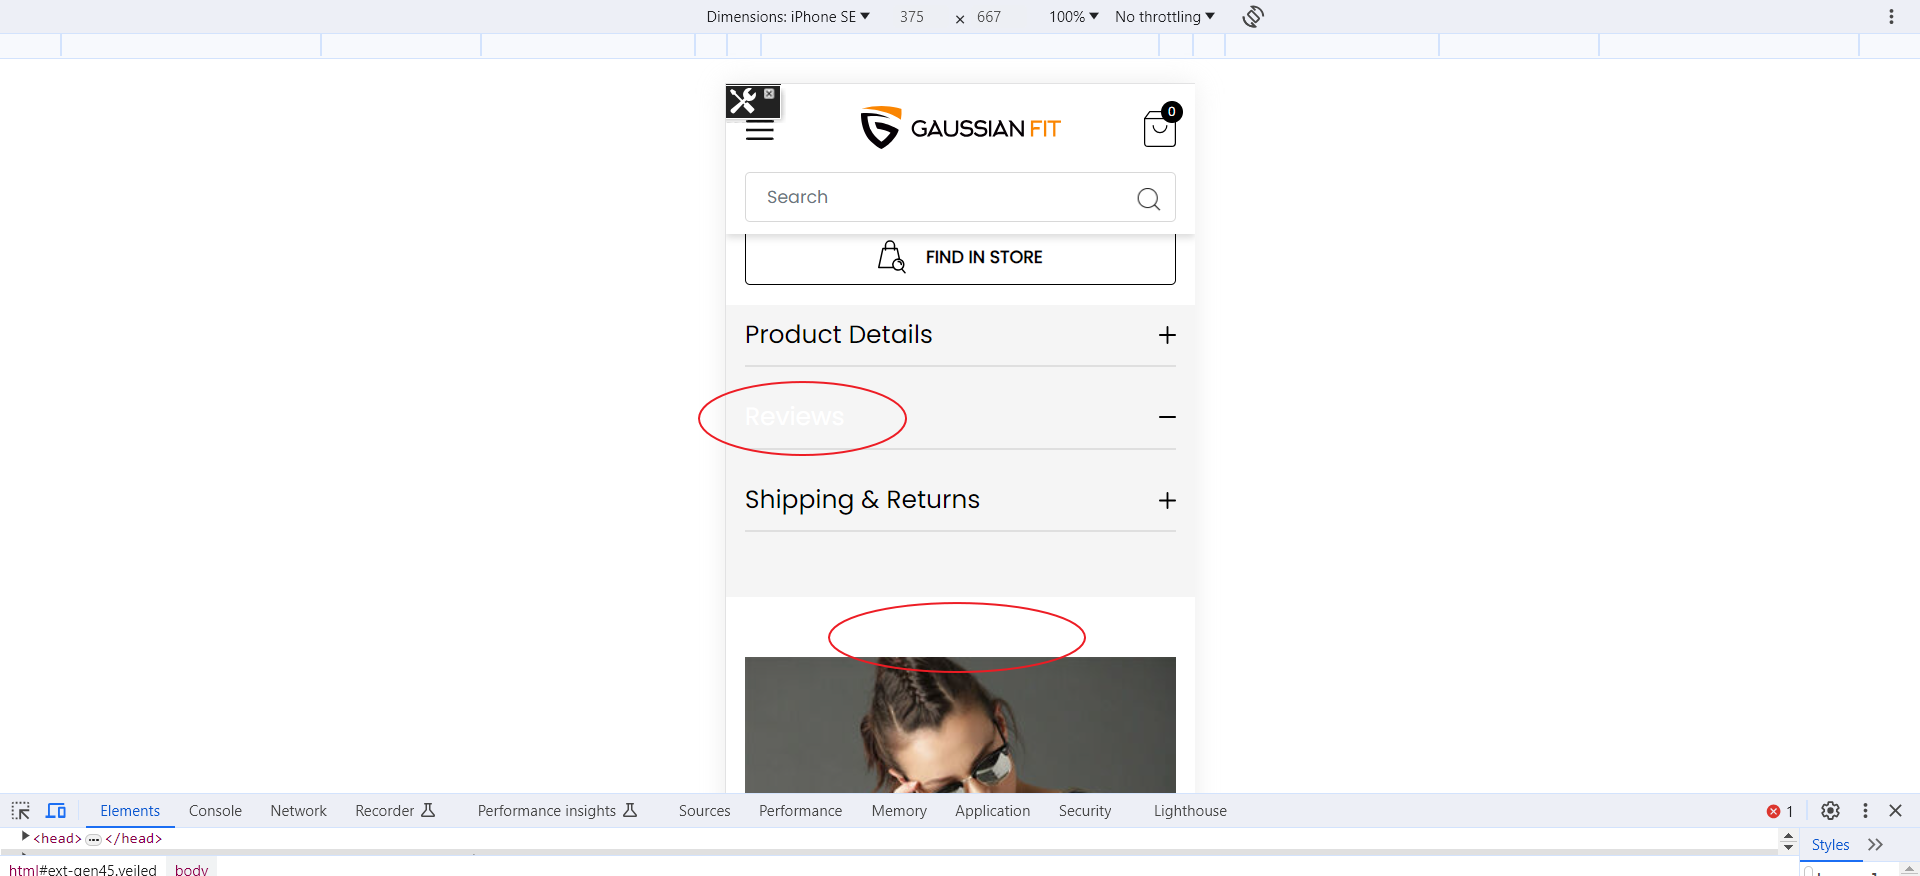 Dimensions: iPhone SE 375 × 667 100% No throttling
GAUSSIAN FIT 0
Search
FIND IN STORE
Product Details
Reviews
Shipping & Returns
Elements Console Network Recorder Performance insights Sources Performance Memory Application Security Lighthouse 1
<head> … </head>
Styles
html#ext-gen45.veiled body